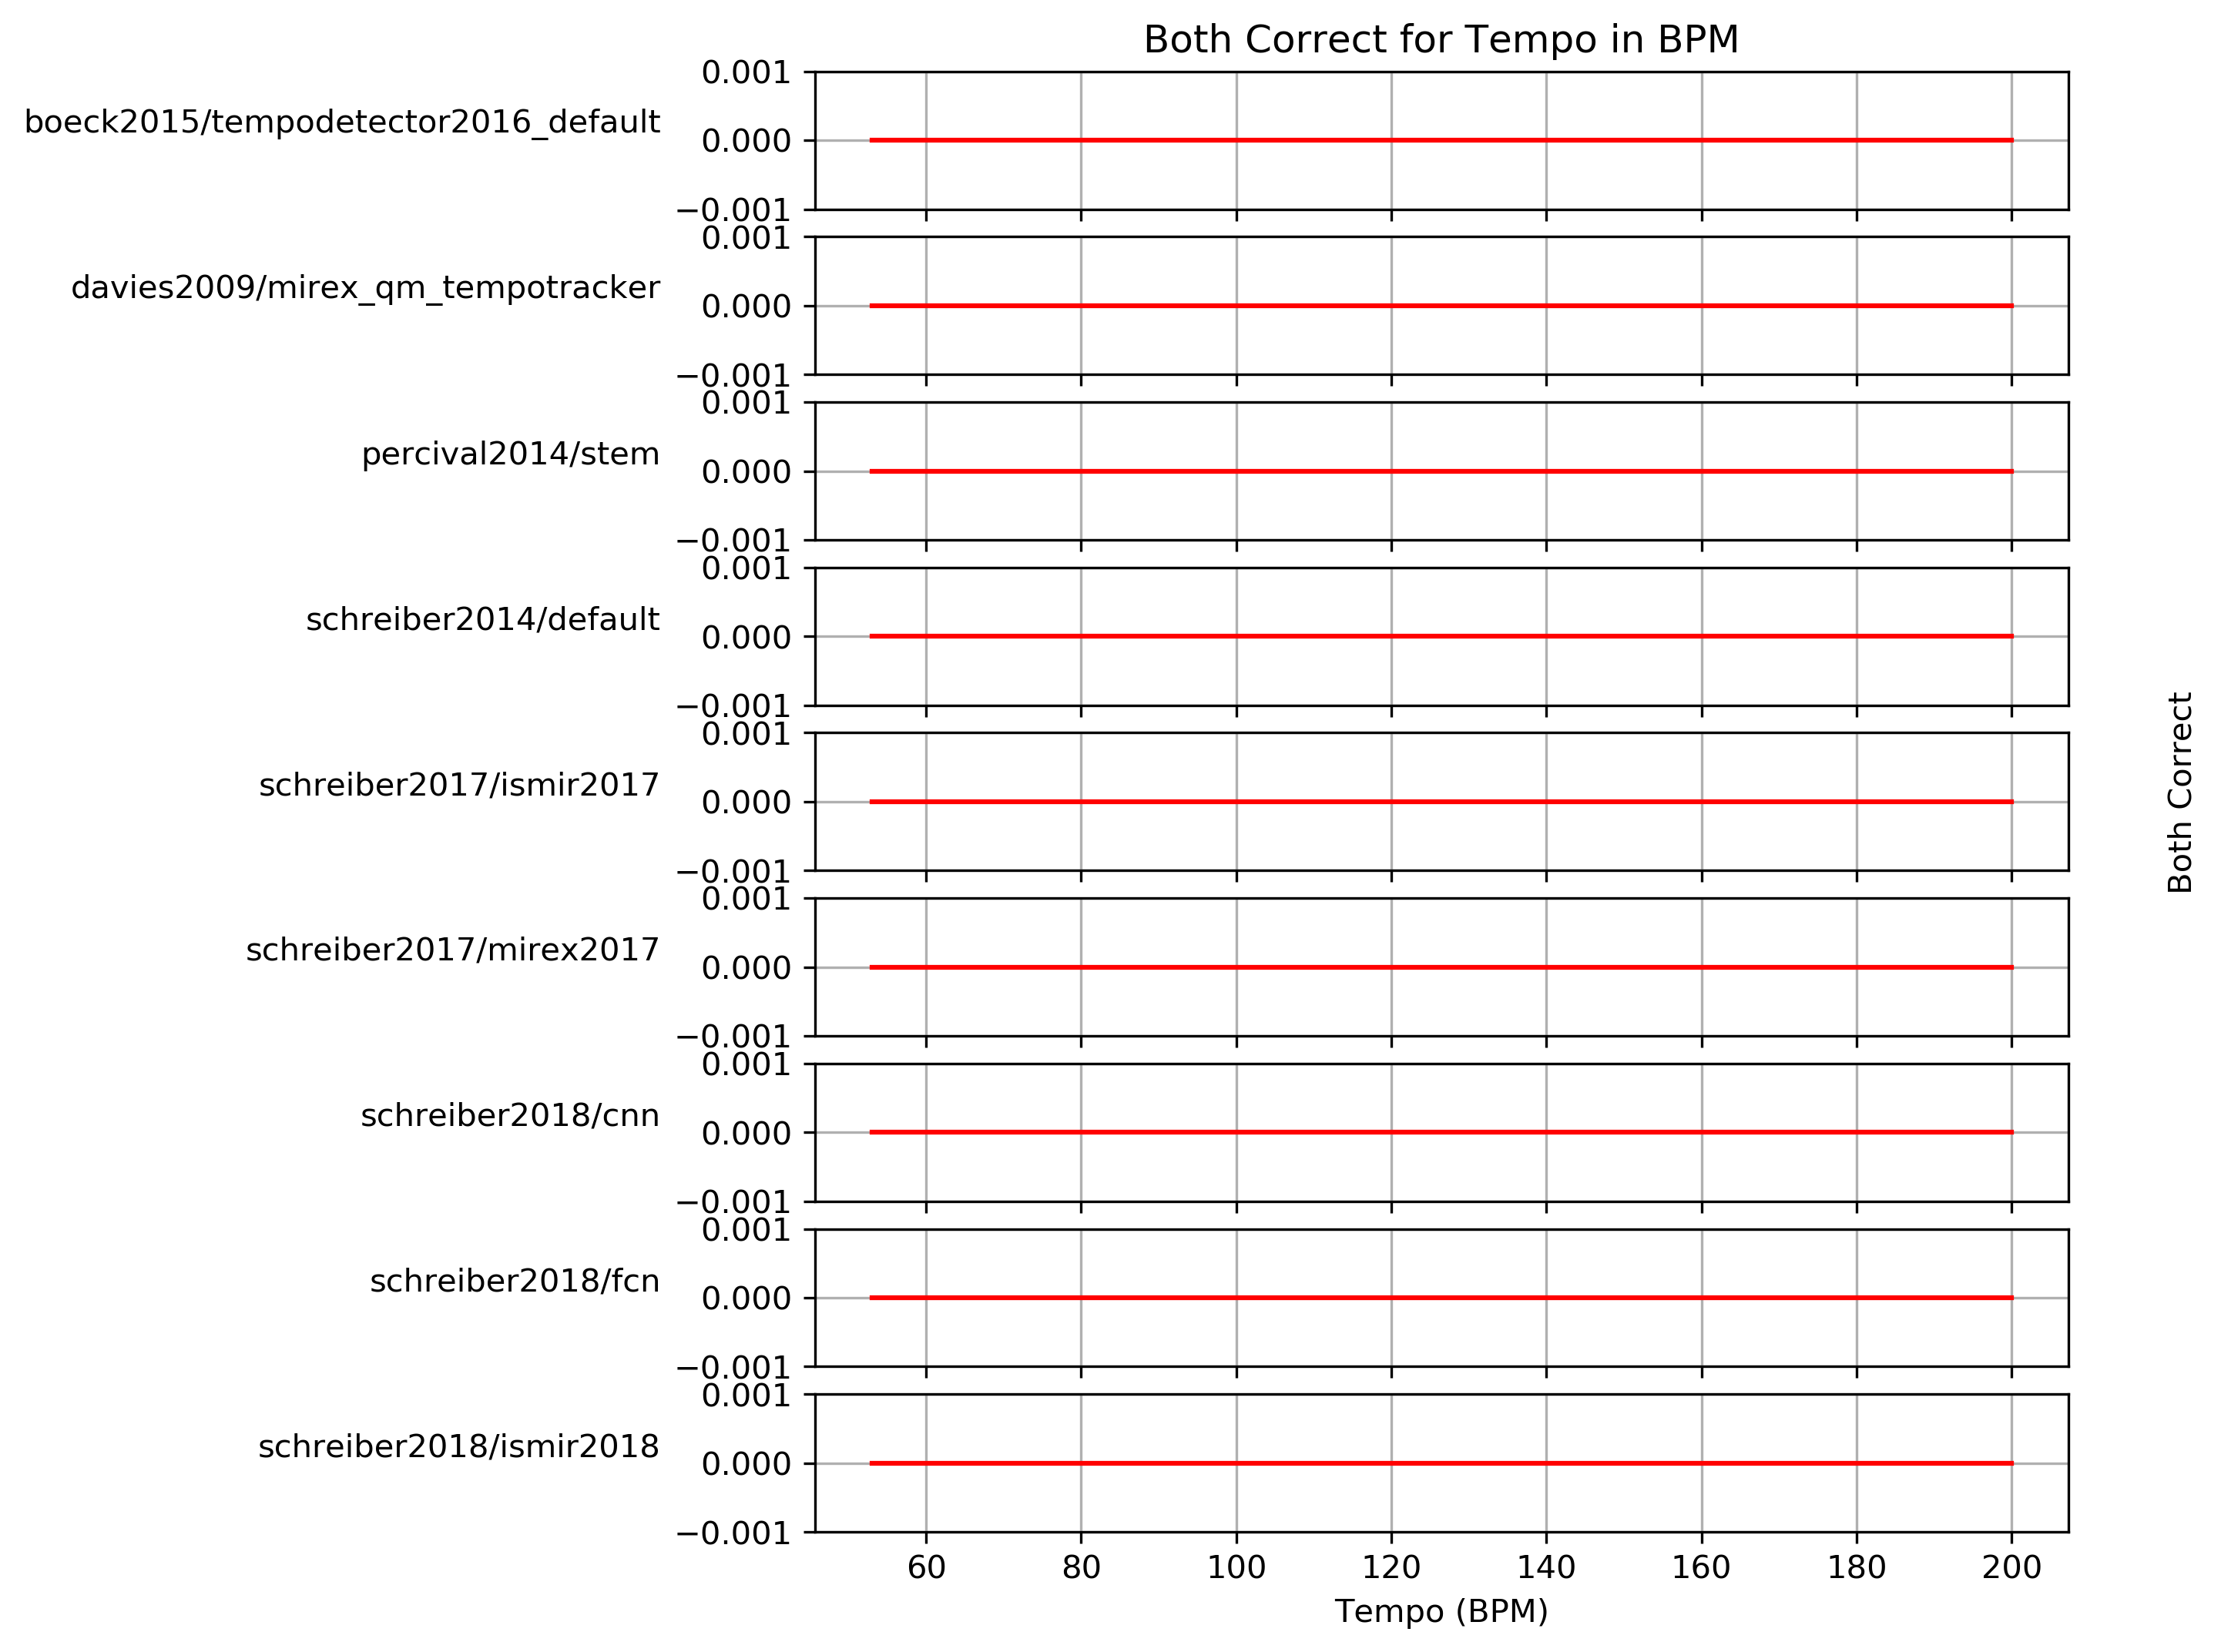 Both Correct for Tempo in BPM
boeck2015/tempodetector2016_default
0.001
0.000
−0.001
davies2009/mirex_qm_tempotracker
0.001
0.000
−0.001
percival2014/stem
0.001
0.000
−0.001
schreiber2014/default
0.001
0.000
−0.001
schreiber2017/ismir2017
0.001
0.000
−0.001
schreiber2017/mirex2017
0.001
0.000
−0.001
schreiber2018/cnn
0.001
0.000
−0.001
schreiber2018/fcn
0.001
0.000
−0.001
schreiber2018/ismir2018
0.001
0.000
−0.001
60 80 100 120 140 160 180 200
Tempo (BPM)
Both Correct